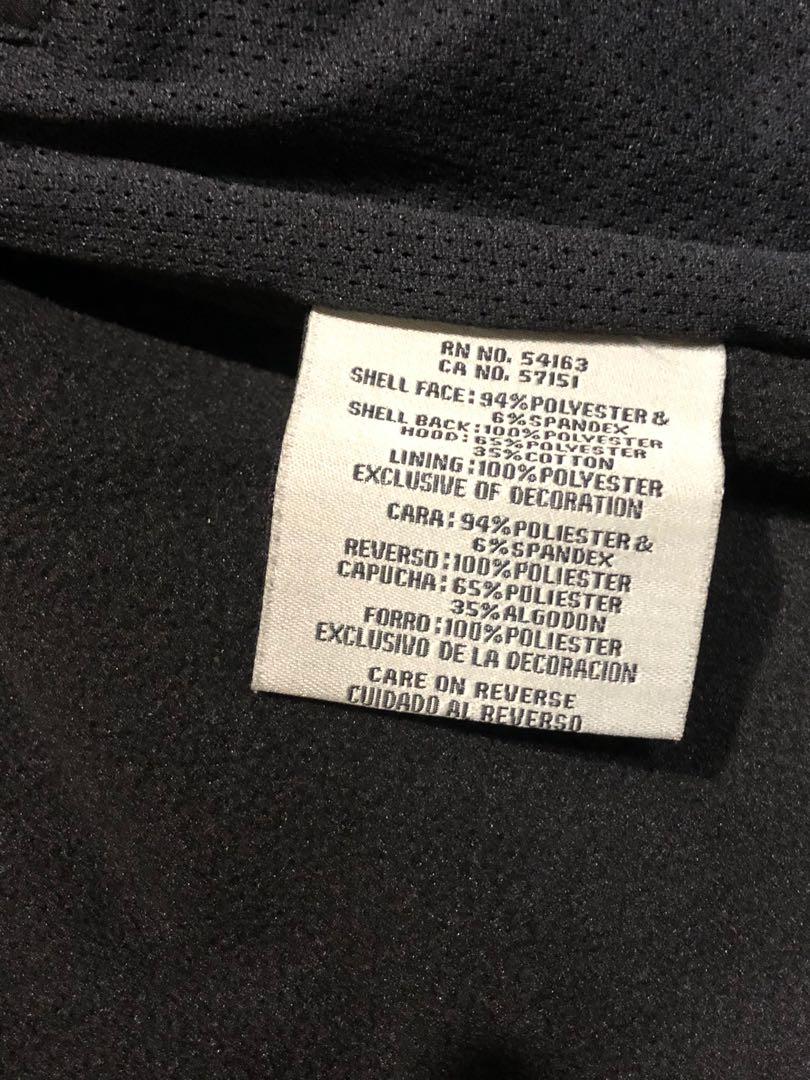 RN NO. 54163
CA NO. 57151
SHELL FACE: 94%POLYESTER &
6%SPANDEX
SHELL BACK: 100%POLYESTER
HOOD: 65%POLYESTER
35%COTTON
LINING: 100%POLYESTER
EXCLUSIVE OF DECORATION
CARA: 94%POLIESTER &
6%SPANDEX
REVERSO: 100%POLIESTER
CAPUCHA: 65%POLIESTER
35%ALGODON
FORRO: 100%POLIESTER
EXCLUSIVO DE LA DECORACION
CARE ON REVERSE
CUIDADO AL REVERSO